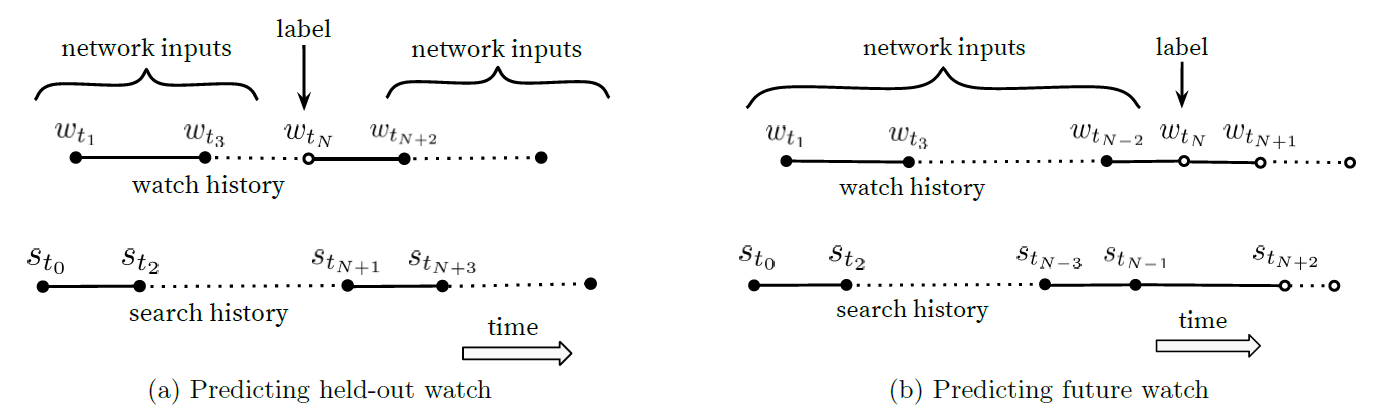 label
network inputs
network inputs
w_{t_1} w_{t_3} w_{t_N} w_{t_{N+2}}
watch history
s_{t_0} s_{t_2} s_{t_{N+1}} s_{t_{N+3}}
search history
time
(a) Predicting held-out watch
network inputs
label
w_{t_1} w_{t_3} w_{t_{N-2}} w_{t_N} w_{t_{N+1}}
watch history
s_{t_0} s_{t_2} s_{t_{N-3}} s_{t_{N-1}} s_{t_{N+2}}
search history
time
(b) Predicting future watch